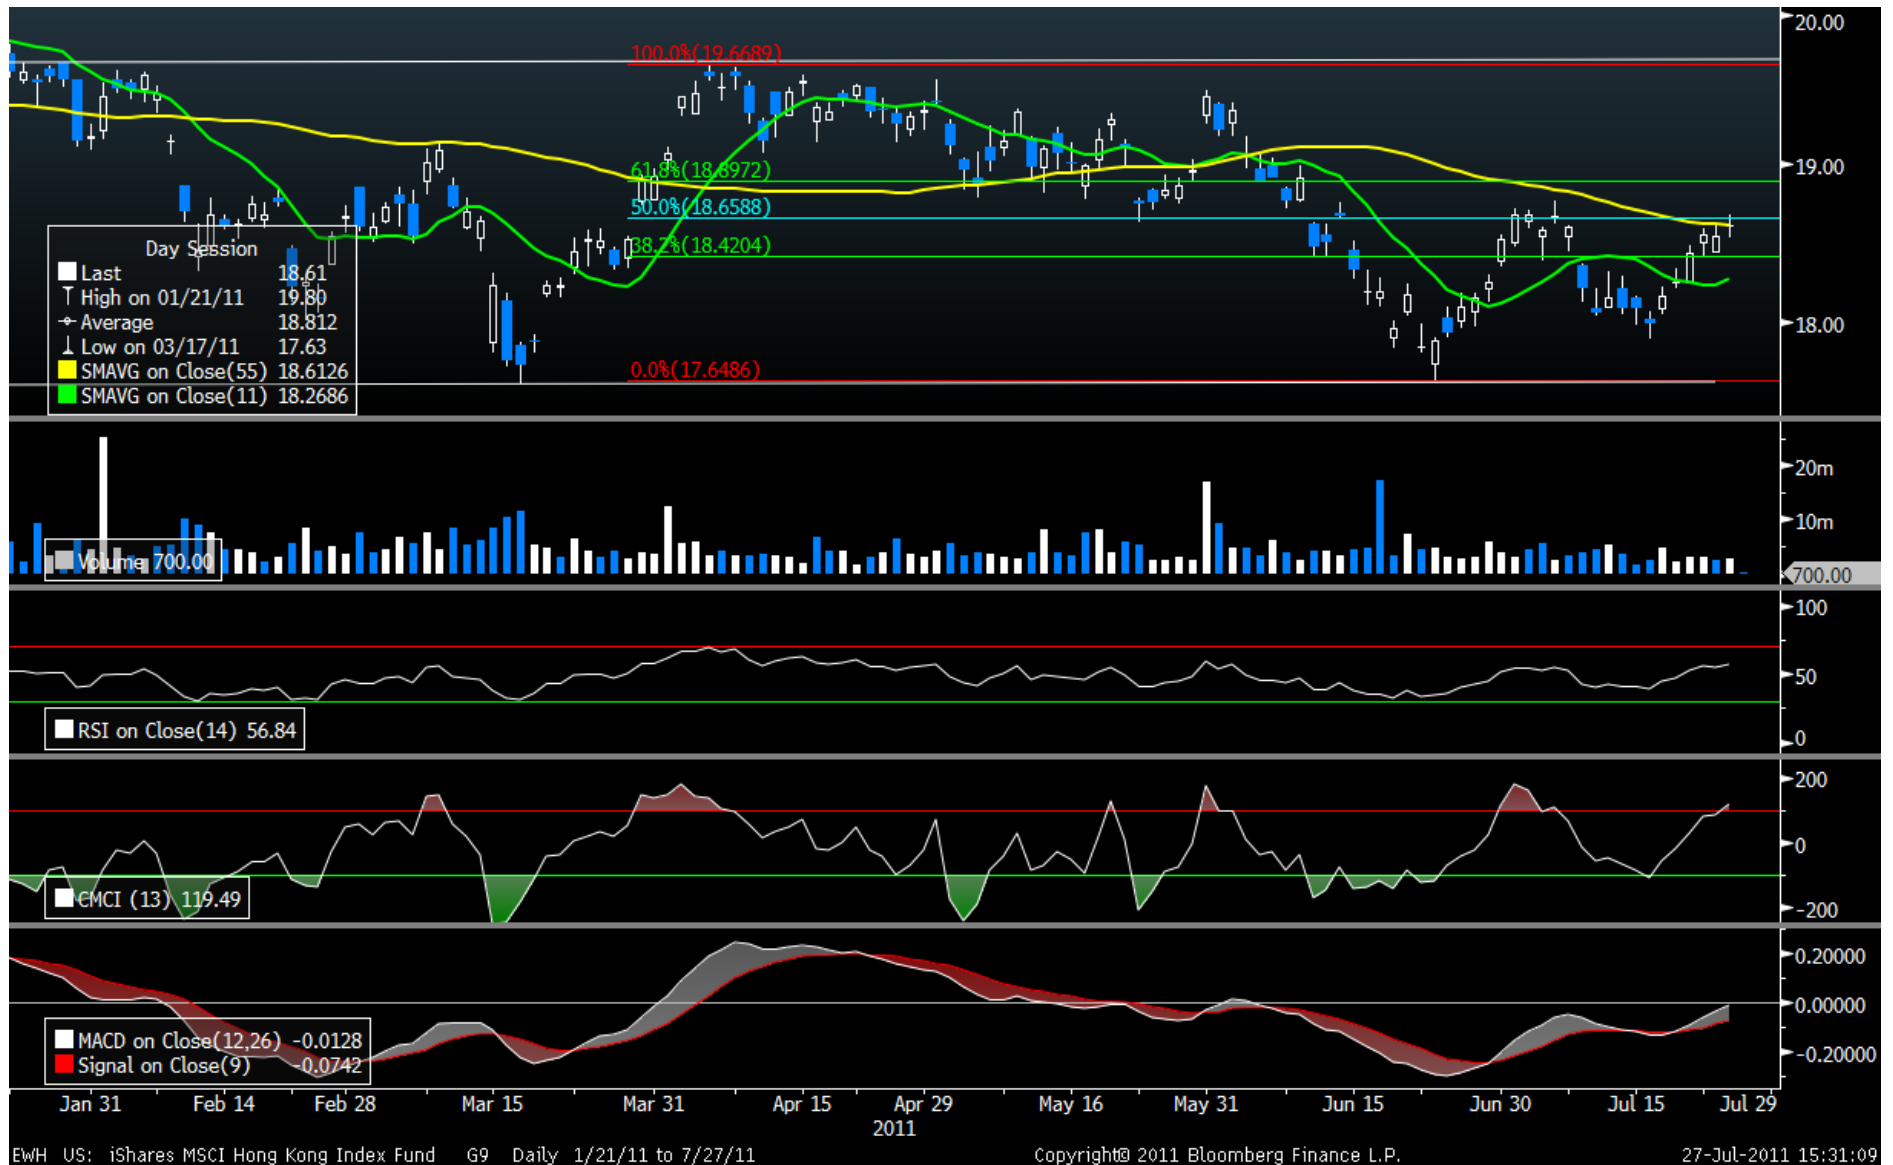 20.00
100.0%(19.6689)
19.00
61.8%(18.8972)
50.0%(18.6588)
38.2%(18.4204)
18.00
0.0%(17.6486)
Day Session
Last 18.61
High on 01/21/11 19.80
Average 18.812
Low on 03/17/11 17.63
SMAVG on Close(55) 18.6126
SMAVG on Close(11) 18.2686
20m
10m
Volume 700.00
700.00
100
50
0
RSI on Close(14) 56.84
200
0
-200
CMCI (13) 119.49
0.20000
0.00000
-0.20000
MACD on Close(12,26) -0.0128
Signal on Close(9) -0.0742
Jan 31 Feb 14 Feb 28 Mar 15 Mar 31 Apr 15 Apr 29 May 16 May 31 Jun 15 Jun 30 Jul 15 Jul 29
2011
EWH US: iShares MSCI Hong Kong Index Fund G9 Daily 1/21/11 to 7/27/11 Copyright© 2011 Bloomberg Finance L.P. 27-Jul-2011 15:31:09